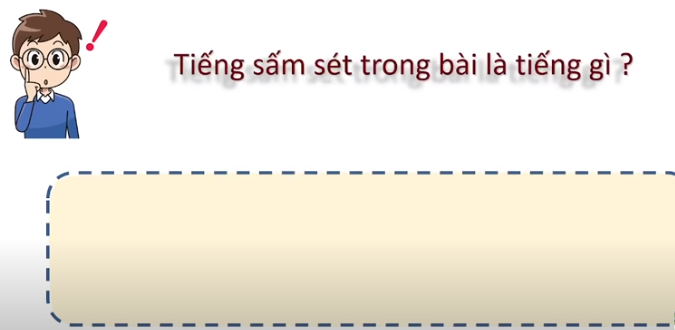 Tiếng sấm sét trong bài là tiếng gì ?